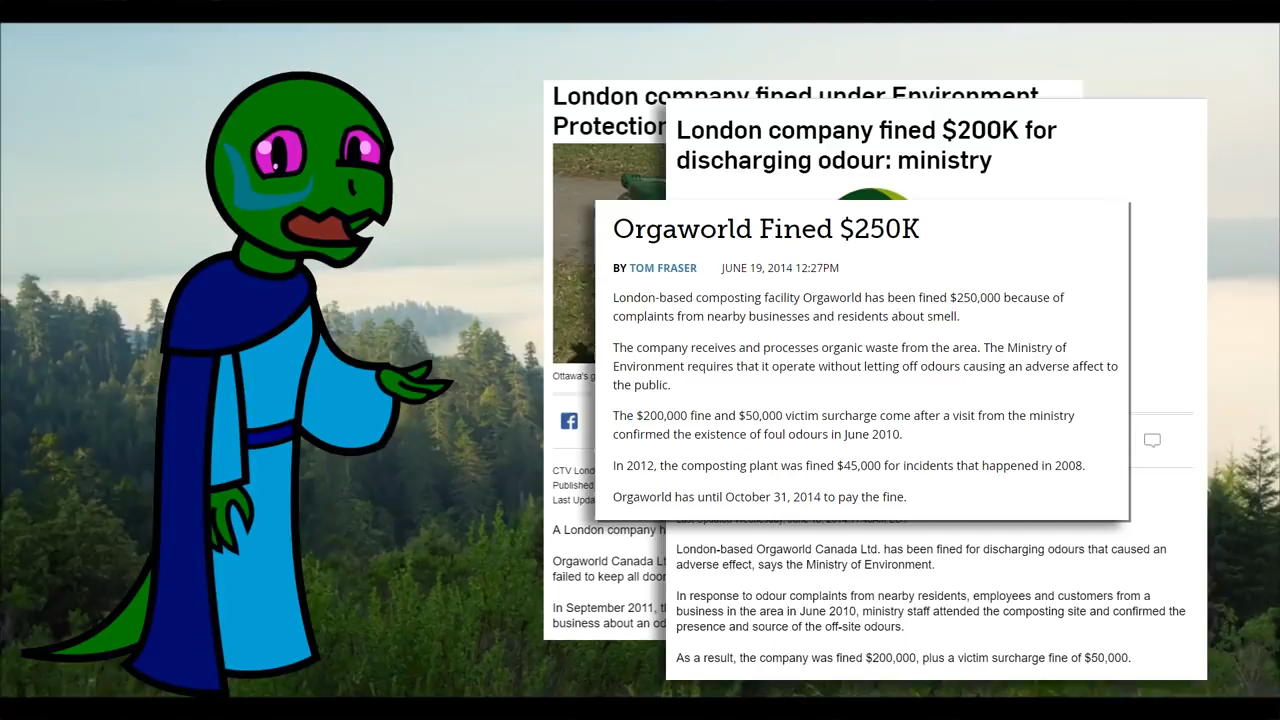 London company fined under Environment
Protection
Ottawa's g
CTV Lond
Published
Last Upda
A London company h
Orgaworld Canada Lt
failed to keep all door
In September 2011, t
business about an od
London company fined $200K for
discharging odour: ministry
Orgaworld Fined $250K
BY TOM FRASER JUNE 19, 2014 12:27PM
London-based composting facility Orgaworld has been fined $250,000 because of
complaints from nearby businesses and residents about smell.
The company receives and processes organic waste from the area. The Ministry of
Environment requires that it operate without letting off odours causing an adverse affect to
the public.
The $200,000 fine and $50,000 victim surcharge come after a visit from the ministry
confirmed the existence of foul odours in June 2010.
In 2012, the composting plant was fined $45,000 for incidents that happened in 2008.
Orgaworld has until October 31, 2014 to pay the fine.
London-based Orgaworld Canada Ltd. has been fined for discharging odours that caused an
adverse effect, says the Ministry of Environment.
In response to odour complaints from nearby residents, employees and customers from a
business in the area in June 2010, ministry staff attended the composting site and confirmed the
presence and source of the off-site odours.
As a result, the company was fined $200,000, plus a victim surcharge fine of $50,000.